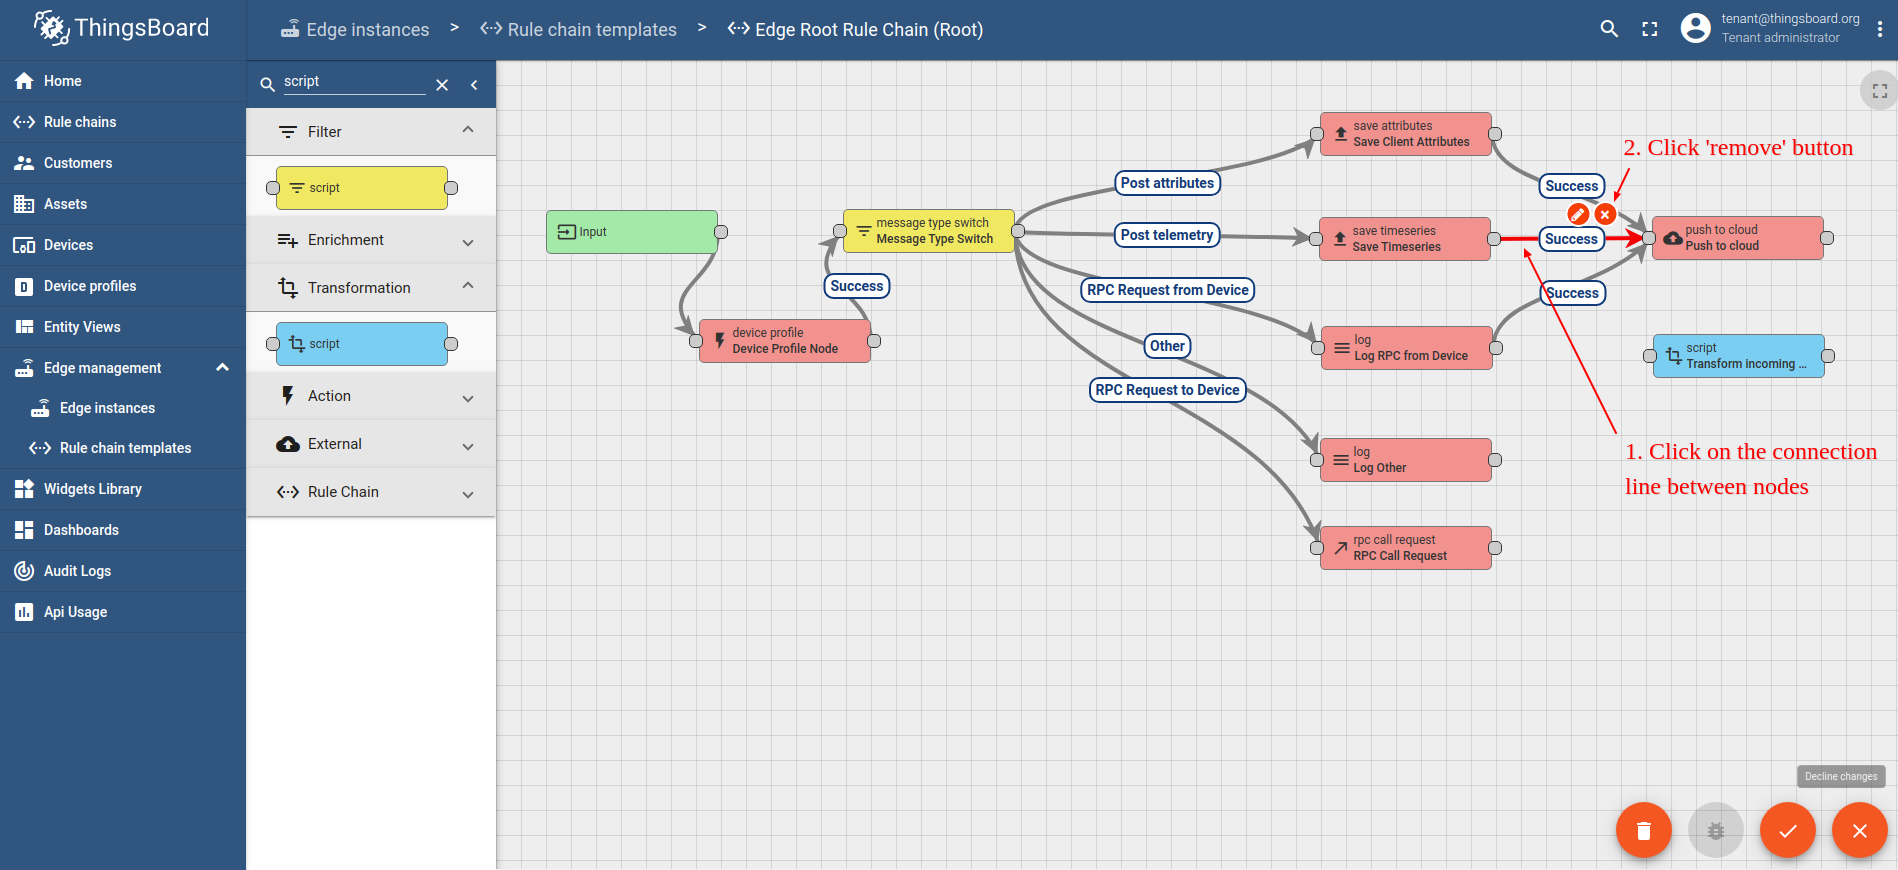 ThingsBoard
Edge instances > Rule chain templates > Edge Root Rule Chain (Root)
tenant@thingsboard.org
Tenant administrator
Home
Rule chains
Customers
Assets
Devices
Device profiles
Entity Views
Edge management
Edge instances
Rule chain templates
Widgets Library
Dashboards
Audit Logs
Api Usage
script
Filter
script
Enrichment
Transformation
script
Action
External
Rule Chain
Input
device profile
Device Profile Node
Success
message type switch
Message Type Switch
Post attributes
Post telemetry
RPC Request from Device
Other
RPC Request to Device
save attributes
Save Client Attributes
save timeseries
Save Timeseries
log
Log RPC from Device
log
Log Other
rpc call request
RPC Call Request
Success
Success
Success
push to cloud
Push to cloud
script
Transform incoming ...
2. Click 'remove' button
1. Click on the connection
line between nodes
Decline changes